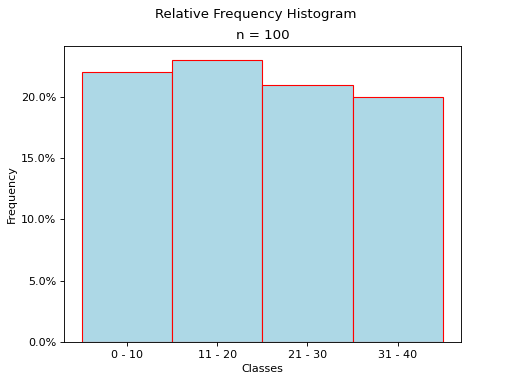 Relative Frequency Histogram
n = 100
20.0%
15.0%
10.0%
5.0%
0.0%
Frequency
0 - 10 11 - 20 21 - 30 31 - 40
Classes